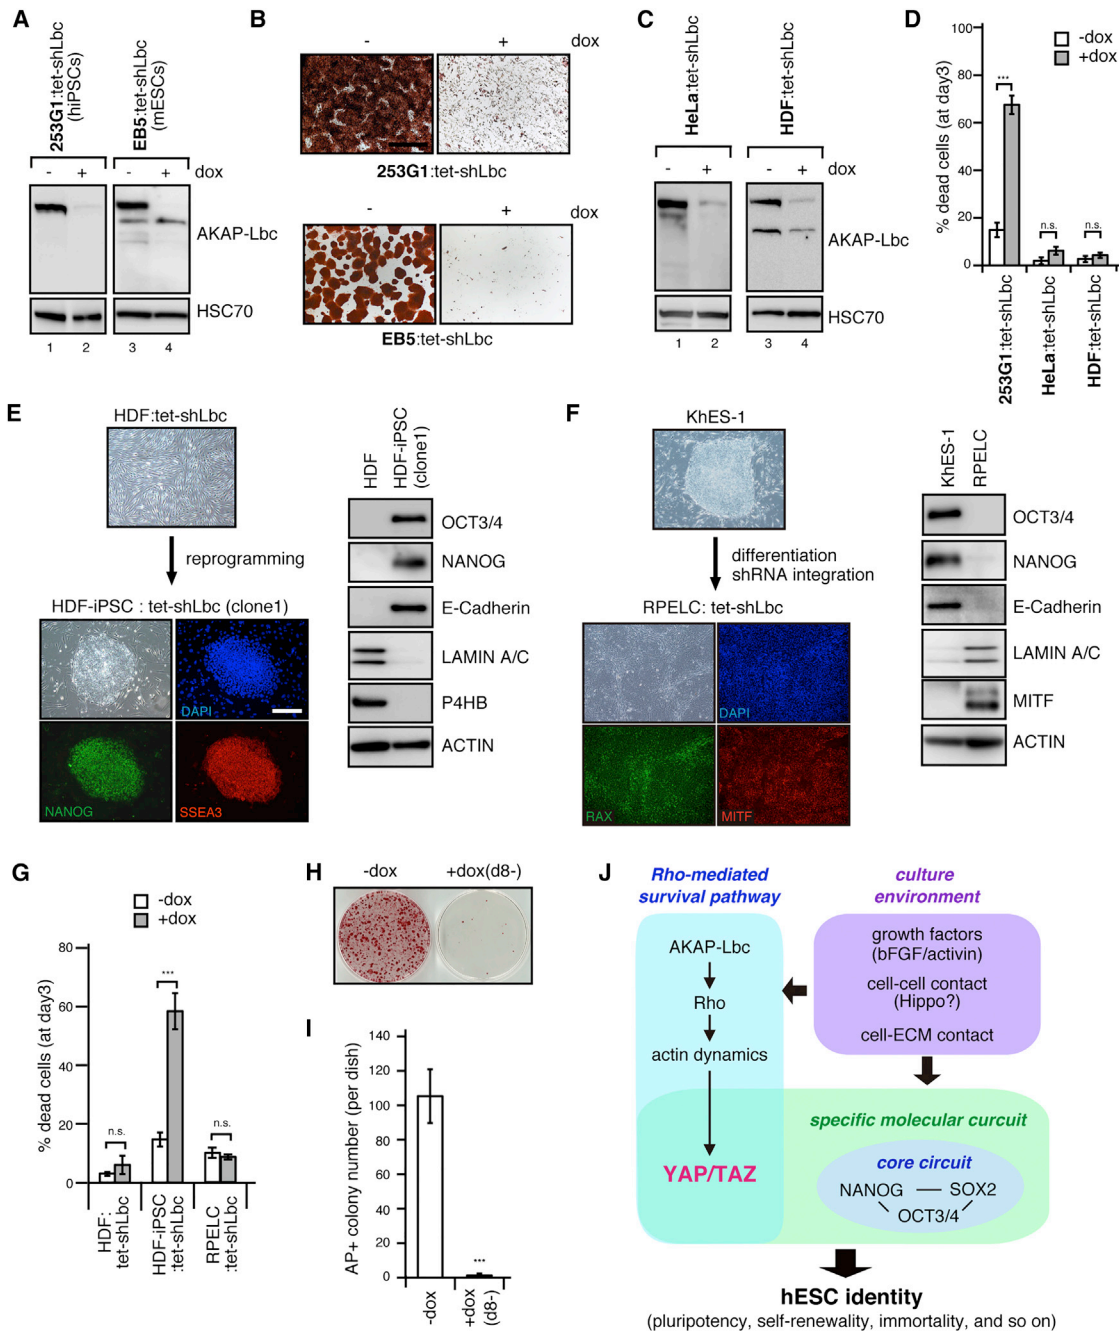 A
253G1:tet-shLbc
(hiPSCs)
EB5:tet-shLbc
(mESCs)
- + - + dox
AKAP-Lbc
HSC70
1 2 3 4
B
- + dox
253G1:tet-shLbc
- + dox
EB5:tet-shLbc
C
HeLa:tet-shLbc
HDF:tet-shLbc
- + - + dox
AKAP-Lbc
HSC70
1 2 3 4
D
-dox
+dox
% dead cells (at day3)
100
80
60
40
20
0
***
n.s.
n.s.
253G1:tet-shLbc
HeLa:tet-shLbc
HDF:tet-shLbc
E
HDF:tet-shLbc
reprogramming
HDF-iPSC : tet-shLbc (clone1)
DAPI
NANOG
SSEA3
HDF
HDF-iPSC
(clone1)
OCT3/4
NANOG
E-Cadherin
LAMIN A/C
P4HB
ACTIN
F
KhES-1
differentiation
shRNA integration
RPELC: tet-shLbc
DAPI
RAX
MITF
KhES-1
RPELC
OCT3/4
NANOG
E-Cadherin
LAMIN A/C
MITF
ACTIN
G
-dox
+dox
% dead cells (at day3)
80
60
40
20
0
n.s.
***
n.s.
HDF:
tet-shLbc
HDF-iPSC
:tet-shLbc
RPELC
:tet-shLbc
H
-dox +dox(d8-)
I
AP+ colony number (per dish)
140
120
100
80
60
40
20
0
***
-dox
+dox
(d8-)
J
Rho-mediated
survival pathway
AKAP-Lbc
Rho
actin dynamics
YAP/TAZ
culture
environment
growth factors
(bFGF/activin)
cell-cell contact
(Hippo?)
cell-ECM contact
specific molecular curcuit
core circuit
NANOG — SOX2
OCT3/4
hESC identity
(pluripotency, self-renewality, immortality, and so on)